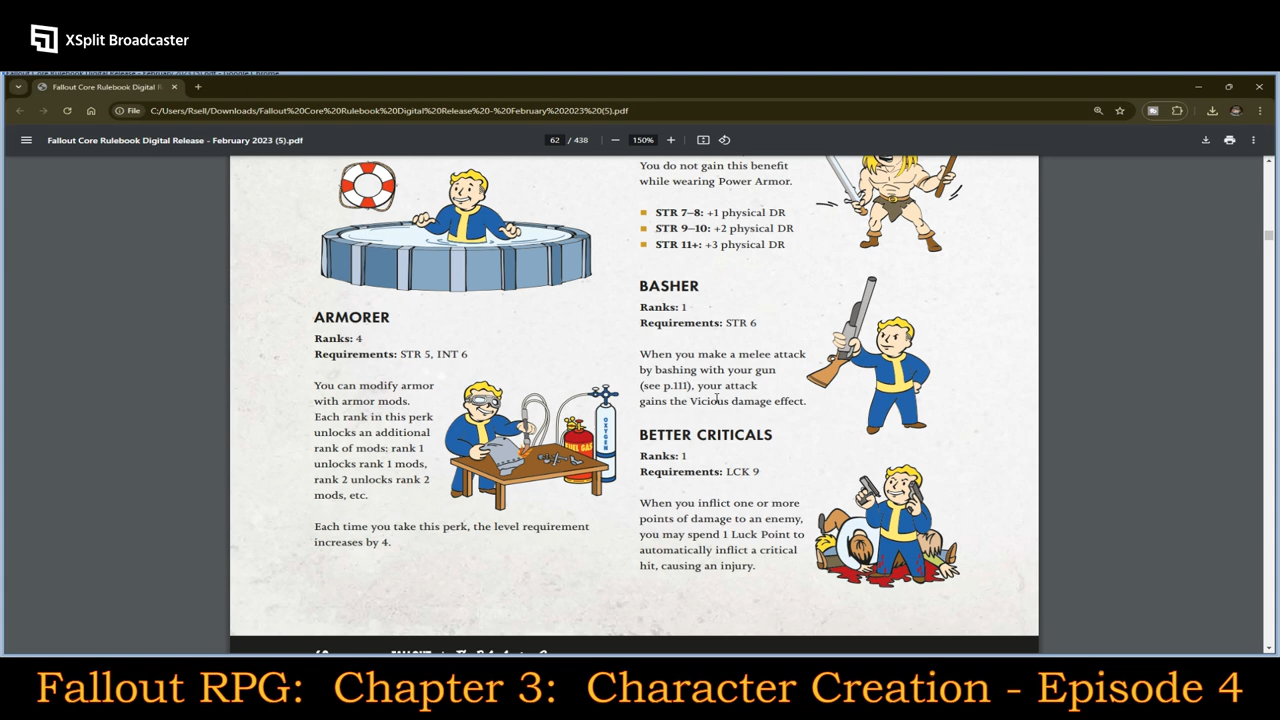 XSplit Broadcaster
Fallout Core Rulebook Digital R
C:/Users/Rsell/Downloads/Fallout%20Core%20Rulebook%20Digital%20Release%20-%20February%202023%20(5).pdf
File
Fallout Core Rulebook Digital Release - February 2023 (5).pdf
62 / 438
150%
You do not gain this benefit
while wearing Power Armor.
STR 7–8: +1 physical DR
STR 9–10: +2 physical DR
STR 11+: +3 physical DR
ARMORER
Ranks: 4
Requirements: STR 5, INT 6
You can modify armor
with armor mods.
Each rank in this perk
unlocks an additional
rank of mods: rank 1
unlocks rank 1 mods,
rank 2 unlocks rank 2
mods, etc.
FUEL GAS
OXYGEN
Each time you take this perk, the level requirement
increases by 4.
BASHER
Ranks: 1
Requirements: STR 6
When you make a melee attack
by bashing with your gun
(see p.111), your attack
gains the Vicious damage effect.
BETTER CRITICALS
Ranks: 1
Requirements: LCK 9
When you inflict one or more
points of damage to an enemy,
you may spend 1 Luck Point to
automatically inflict a critical
hit, causing an injury.
Fallout RPG: Chapter 3: Character Creation - Episode 4